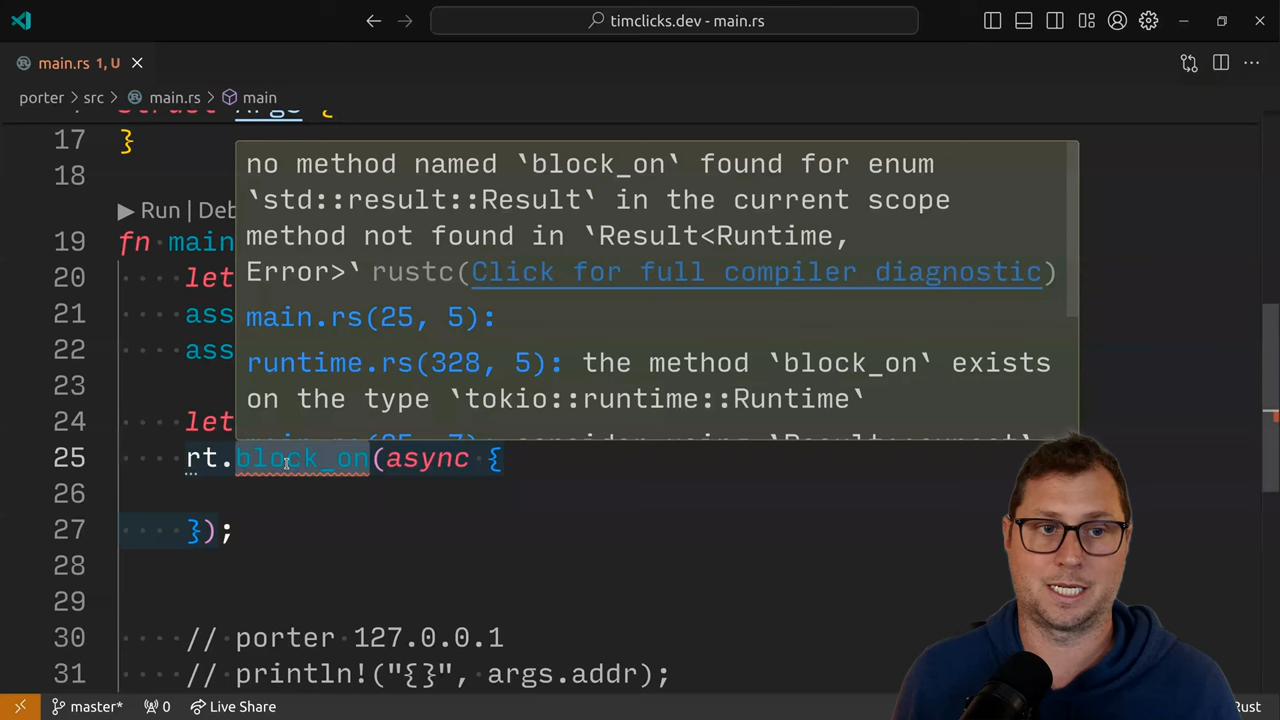 timclicks.dev - main.rs
main.rs 1, U
porter > src > main.rs > main
17 }
18
no method named `block_on` found for enum
`std::result::Result` in the current scope
method not found in `Result<Runtime,
Error>` rustc(Click for full compiler diagnostic)
main.rs(25, 5):
runtime.rs(328, 5): the method `block_on` exists
on the type `tokio::runtime::Runtime`
Run | Deb
19 fn main
20 let
21 ass
22 ass
23
24 let
25 rt.block_on(async {
26
27 });
28
29
30 // porter 127.0.0.1
31 // println!("{}", args.addr);
master* 0 Live Share
Rust